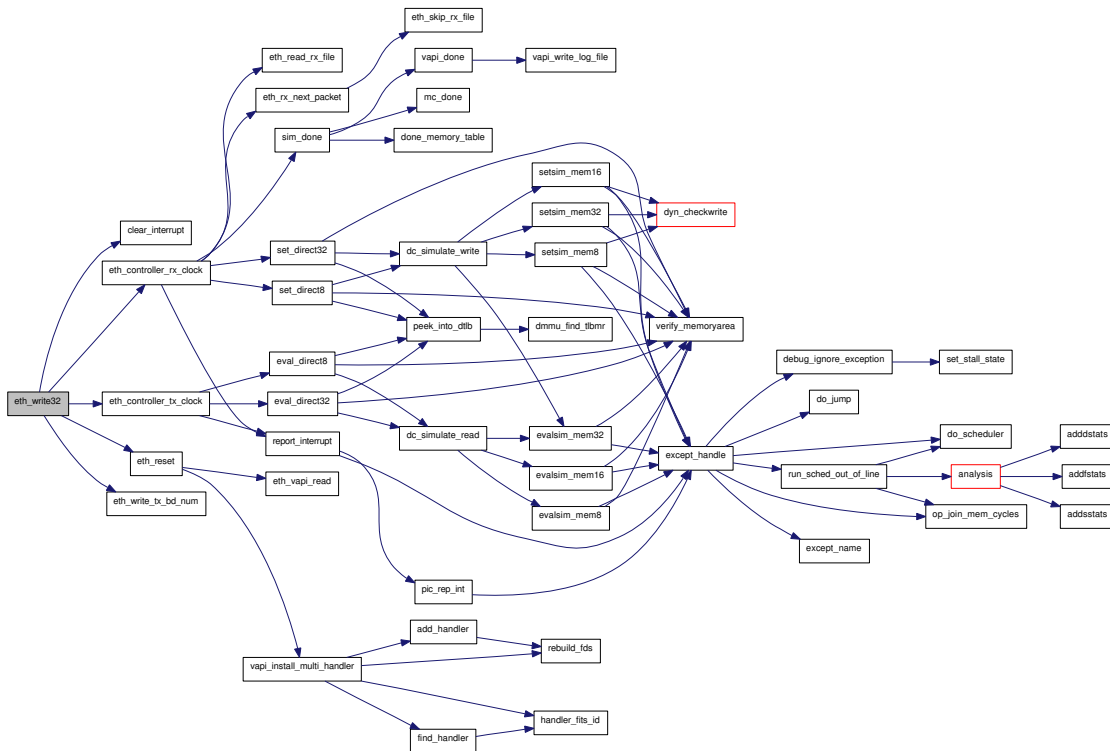 eth_skip_rx_file
eth_read_rx_file
vapi_done
vapi_write_log_file
eth_rx_next_packet
mc_done
sim_done
done_memory_table
setsim_mem16
setsim_mem32
dyn_checkwrite
clear_interrupt
set_direct32
dc_simulate_write
setsim_mem8
eth_controller_rx_clock
set_direct8
peek_into_dtlb
dmmu_find_tlbmr
verify_memoryarea
eval_direct8
debug_ignore_exception
set_stall_state
eth_write32
eth_controller_tx_clock
eval_direct32
do_jump
report_interrupt
dc_simulate_read
evalsim_mem32
do_scheduler
adddstats
eth_reset
except_handle
eth_vapi_read
evalsim_mem16
run_sched_out_of_line
analysis
addfstats
eth_write_tx_bd_num
evalsim_mem8
op_join_mem_cycles
addsstats
except_name
pic_rep_int
add_handler
rebuild_fds
vapi_install_multi_handler
handler_fits_id
find_handler